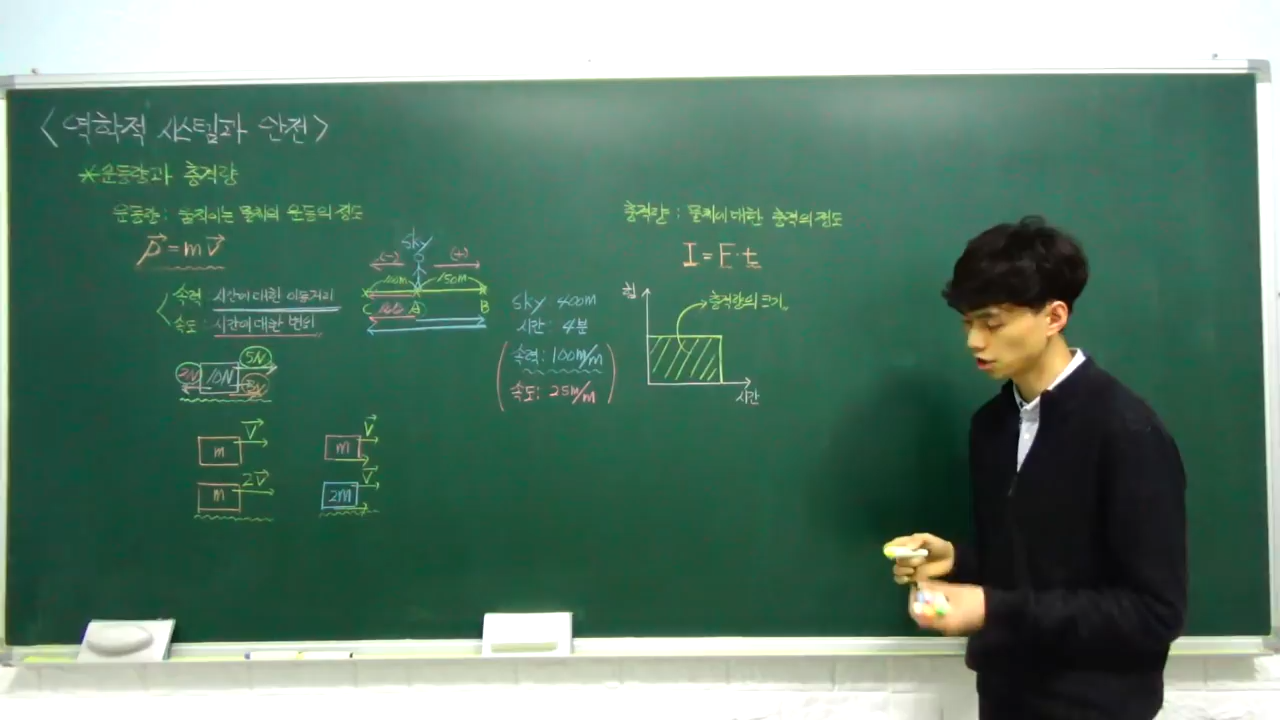 <역학적 시스템과 안전>
*운동량과 충격량
운동량 : 움직이는 물체의 운동의 정도
p⃗ = m v⃗
속력 : 시간에 대한 이동거리
속도 : 시간에 대한 변위
sky
(-) (+)
100m 150m
C A B
sky 400m
시간 : 4분
속력 : 100m/m
속도 : 25m/m
5N
10N
m v⃗
m 2v⃗
m v⃗
2m v⃗
충격량 : 물체에 대한 충격의 정도
I = F · t
힘
충격량의 크기
시간